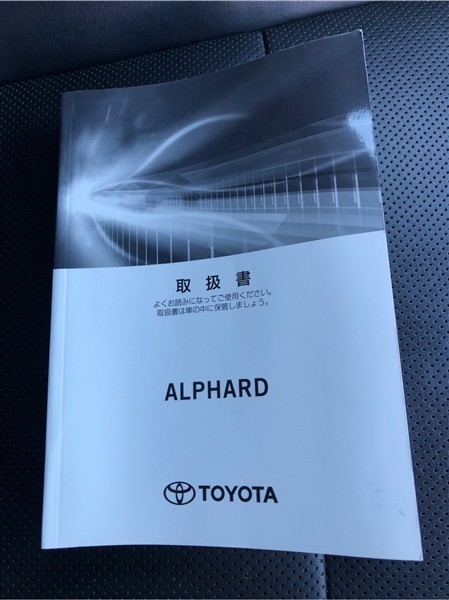 取扱書
よくお読みになってご使用ください。
取扱書は車の中に保管しましょう。
ALPHARD
TOYOTA